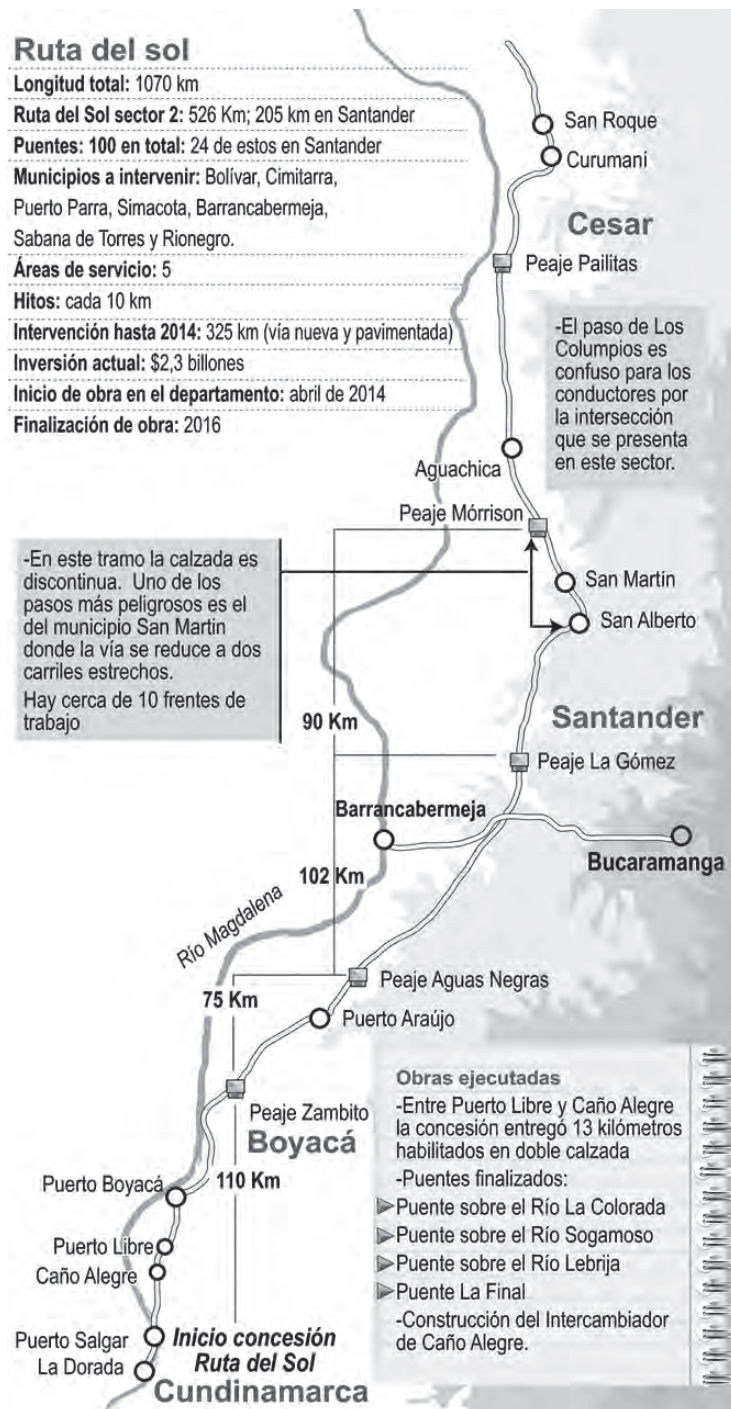 Ruta del sol
Longitud total: 1070 km
Ruta del Sol sector 2: 526 Km; 205 km en Santander
Puentes: 100 en total: 24 de estos en Santander
Municipios a intervenir: Bolívar, Cimitarra,
Puerto Parra, Simacota, Barrancabermeja,
Sabana de Torres y Rionegro.
Áreas de servicio: 5
Hitos: cada 10 km
Intervención hasta 2014: 325 km (vía nueva y pavimentada)
Inversión actual: $2,3 billones
Inicio de obra en el departamento: abril de 2014
Finalización de obra: 2016
San Roque
Curumani
Cesar
Peaje Pailitas
-El paso de Los
Columpios es
confuso para los
conductores por
la intersección
que se presenta
en este sector.
Aguachica
Peaje Mórrison
San Martín
San Alberto
-En este tramo la calzada es
discontinua. Uno de los
pasos más peligrosos es el
del municipio San Martin
donde la vía se reduce a dos
carriles estrechos.
Hay cerca de 10 frentes de
trabajo
90 Km
Santander
Peaje La Gómez
Barrancabermeja
Bucaramanga
102 Km
Río Magdalena
Peaje Aguas Negras
75 Km
Puerto Araújo
Peaje Zambito
Boyacá
110 Km
Puerto Boyacá
Puerto Libre
Caño Alegre
Puerto Salgar
La Dorada
Inicio concesión
Ruta del Sol
Cundinamarca
Obras ejecutadas
-Entre Puerto Libre y Caño Alegre
la concesión entregó 13 kilómetros
habilitados en doble calzada
-Puentes finalizados:
Puente sobre el Río La Colorada
Puente sobre el Río Sogamoso
Puente sobre el Río Lebrija
Puente La Final
-Construcción del Intercambiador
de Caño Alegre.